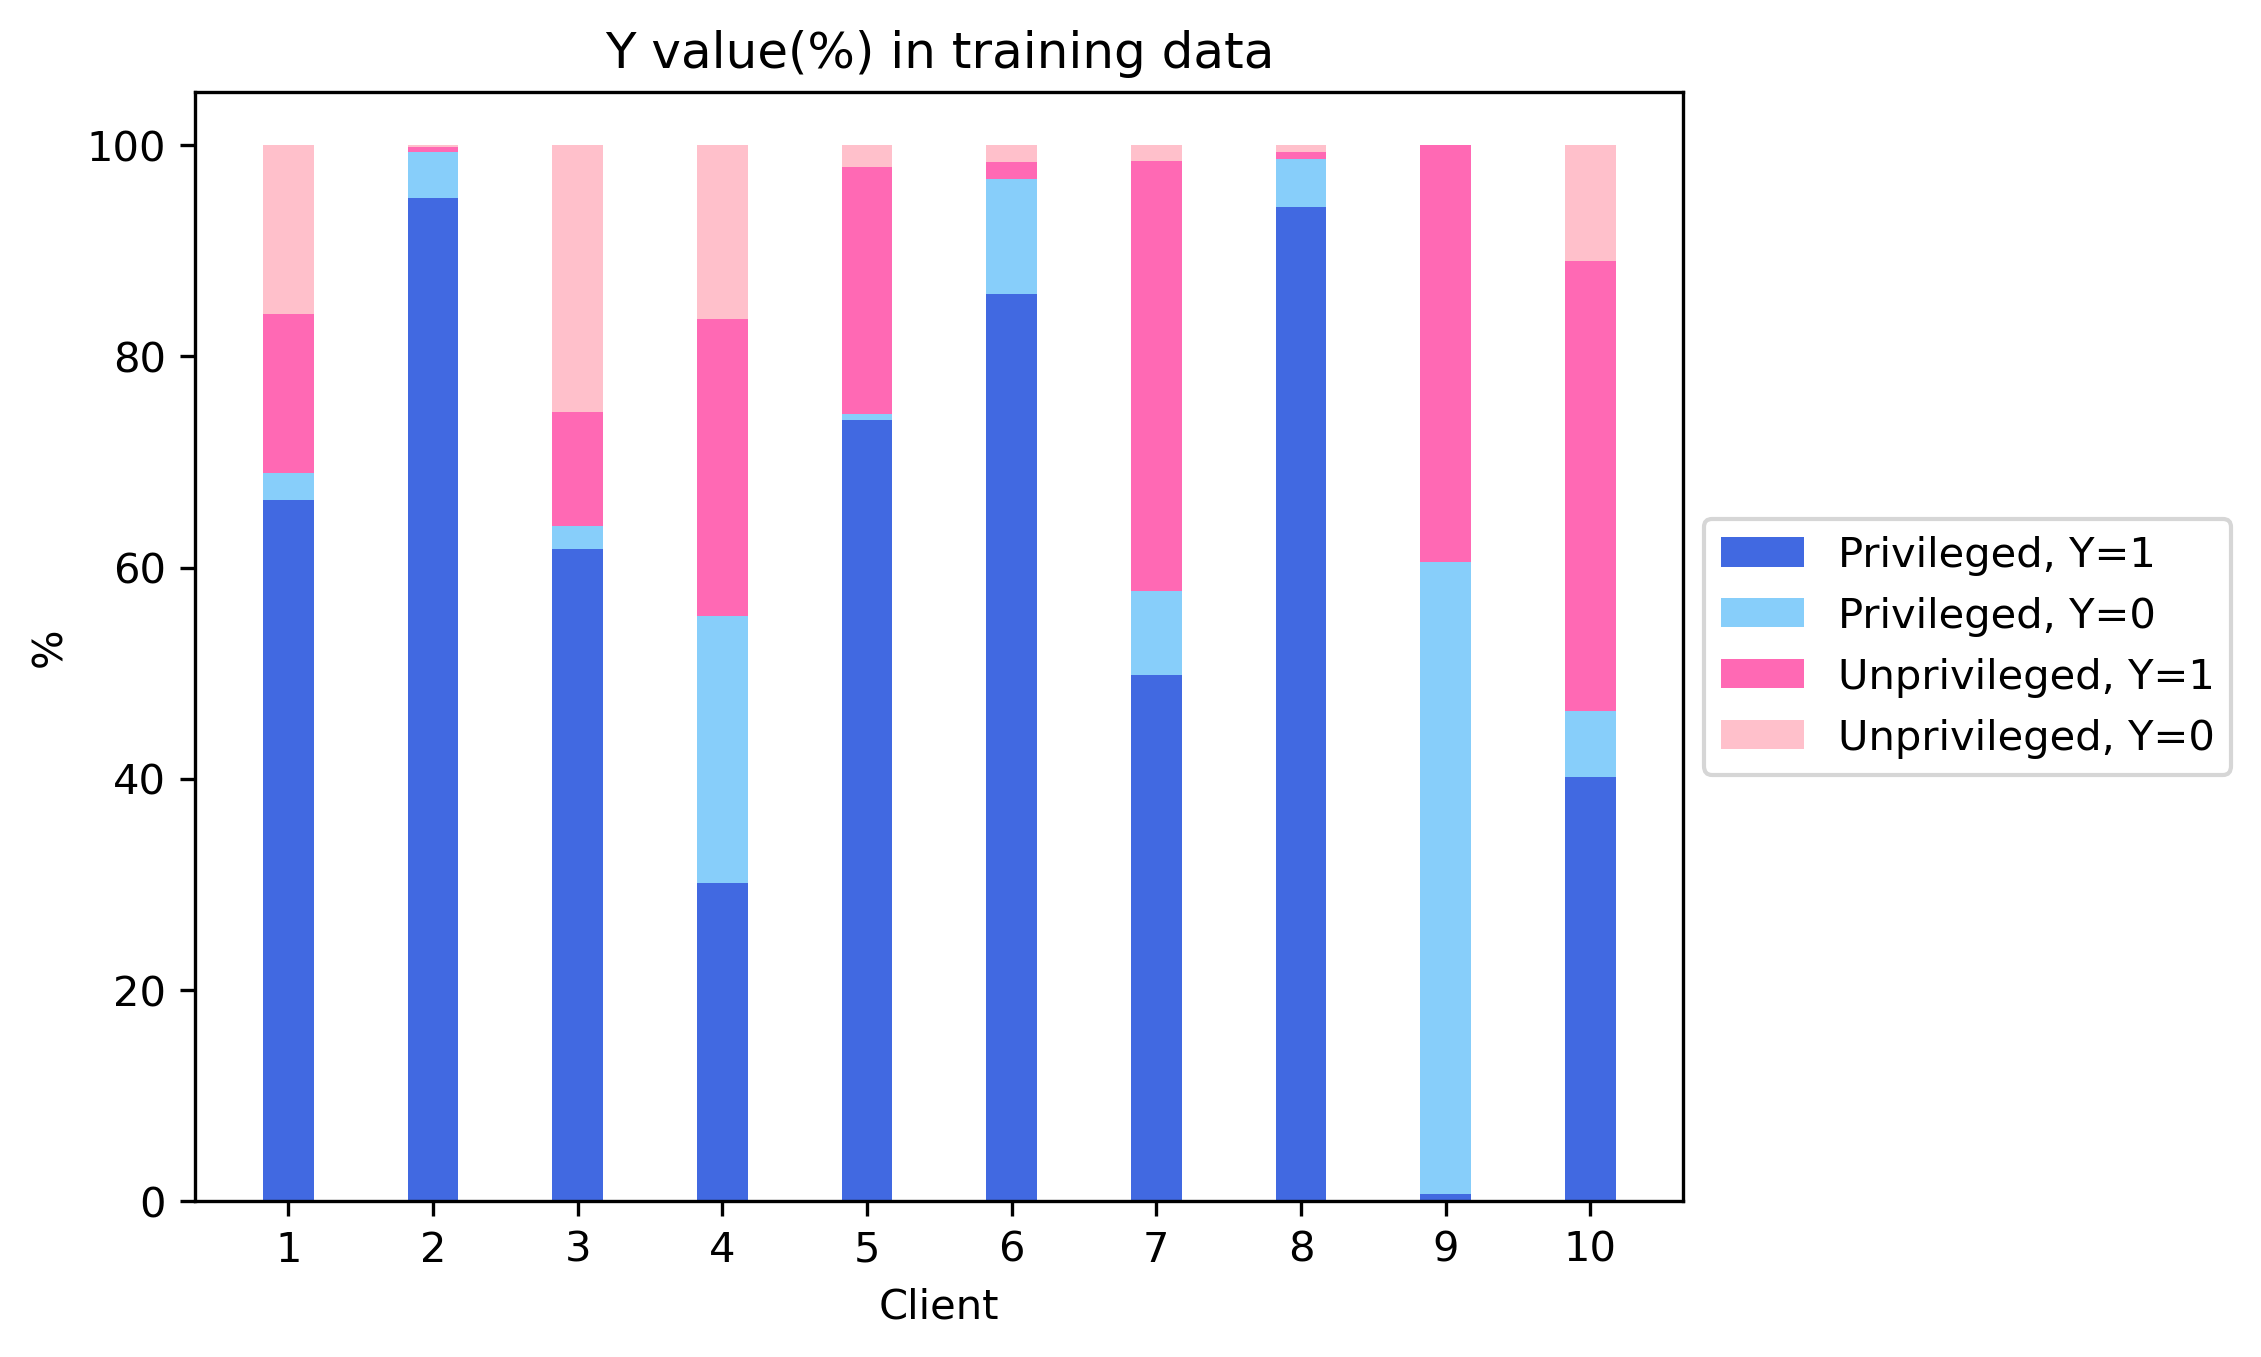 Y value(%) in training data
100
80
60
40
20
0
%
1 2 3 4 5 6 7 8 9 10
Client
Privileged, Y=1
Privileged, Y=0
Unprivileged, Y=1
Unprivileged, Y=0